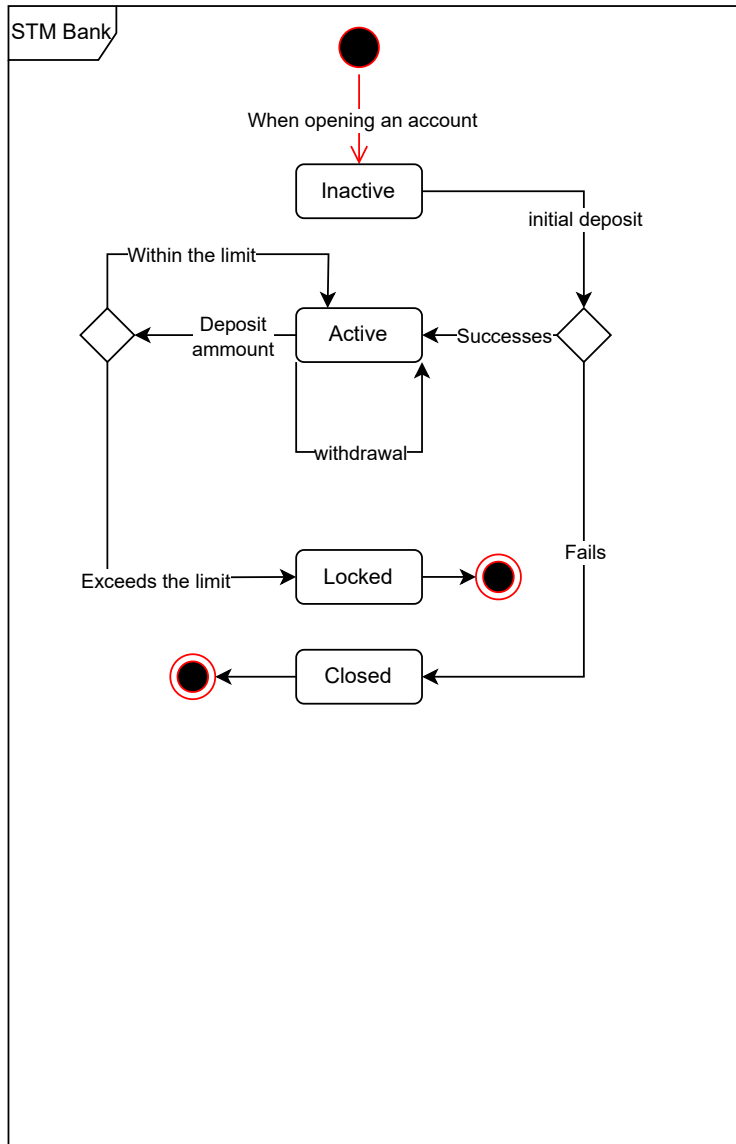 STM Bank
When opening an account
Inactive
initial deposit
Within the limit
Deposit
ammount
Active
Successes
withdrawal
Fails
Exceeds the limit
Locked
Closed